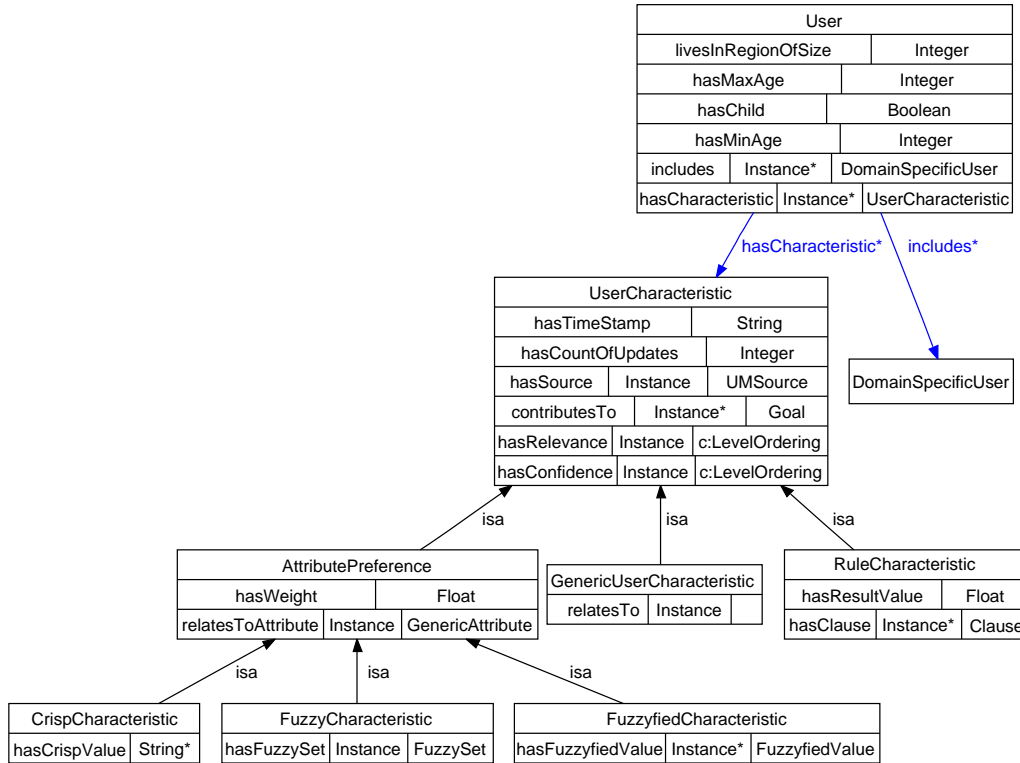 User
livesInRegionOfSize Integer
hasMaxAge Integer
hasChild Boolean
hasMinAge Integer
includes Instance* DomainSpecificUser
hasCharacteristic Instance* UserCharacteristic
hasCharacteristic* includes*
UserCharacteristic
hasTimeStamp String
hasCountOfUpdates Integer
hasSource Instance UMSource
contributesTo Instance* Goal
hasRelevance Instance c:LevelOrdering
hasConfidence Instance c:LevelOrdering
DomainSpecificUser
isa isa isa
AttributePreference
hasWeight Float
relatesToAttribute Instance GenericAttribute
GenericUserCharacteristic
relatesTo Instance
RuleCharacteristic
hasResultValue Float
hasClause Instance* Clause
isa isa isa
CrispCharacteristic
hasCrispValue String*
FuzzyCharacteristic
hasFuzzySet Instance FuzzySet
FuzzyfiedCharacteristic
hasFuzzyfiedValue Instance* FuzzyfiedValue